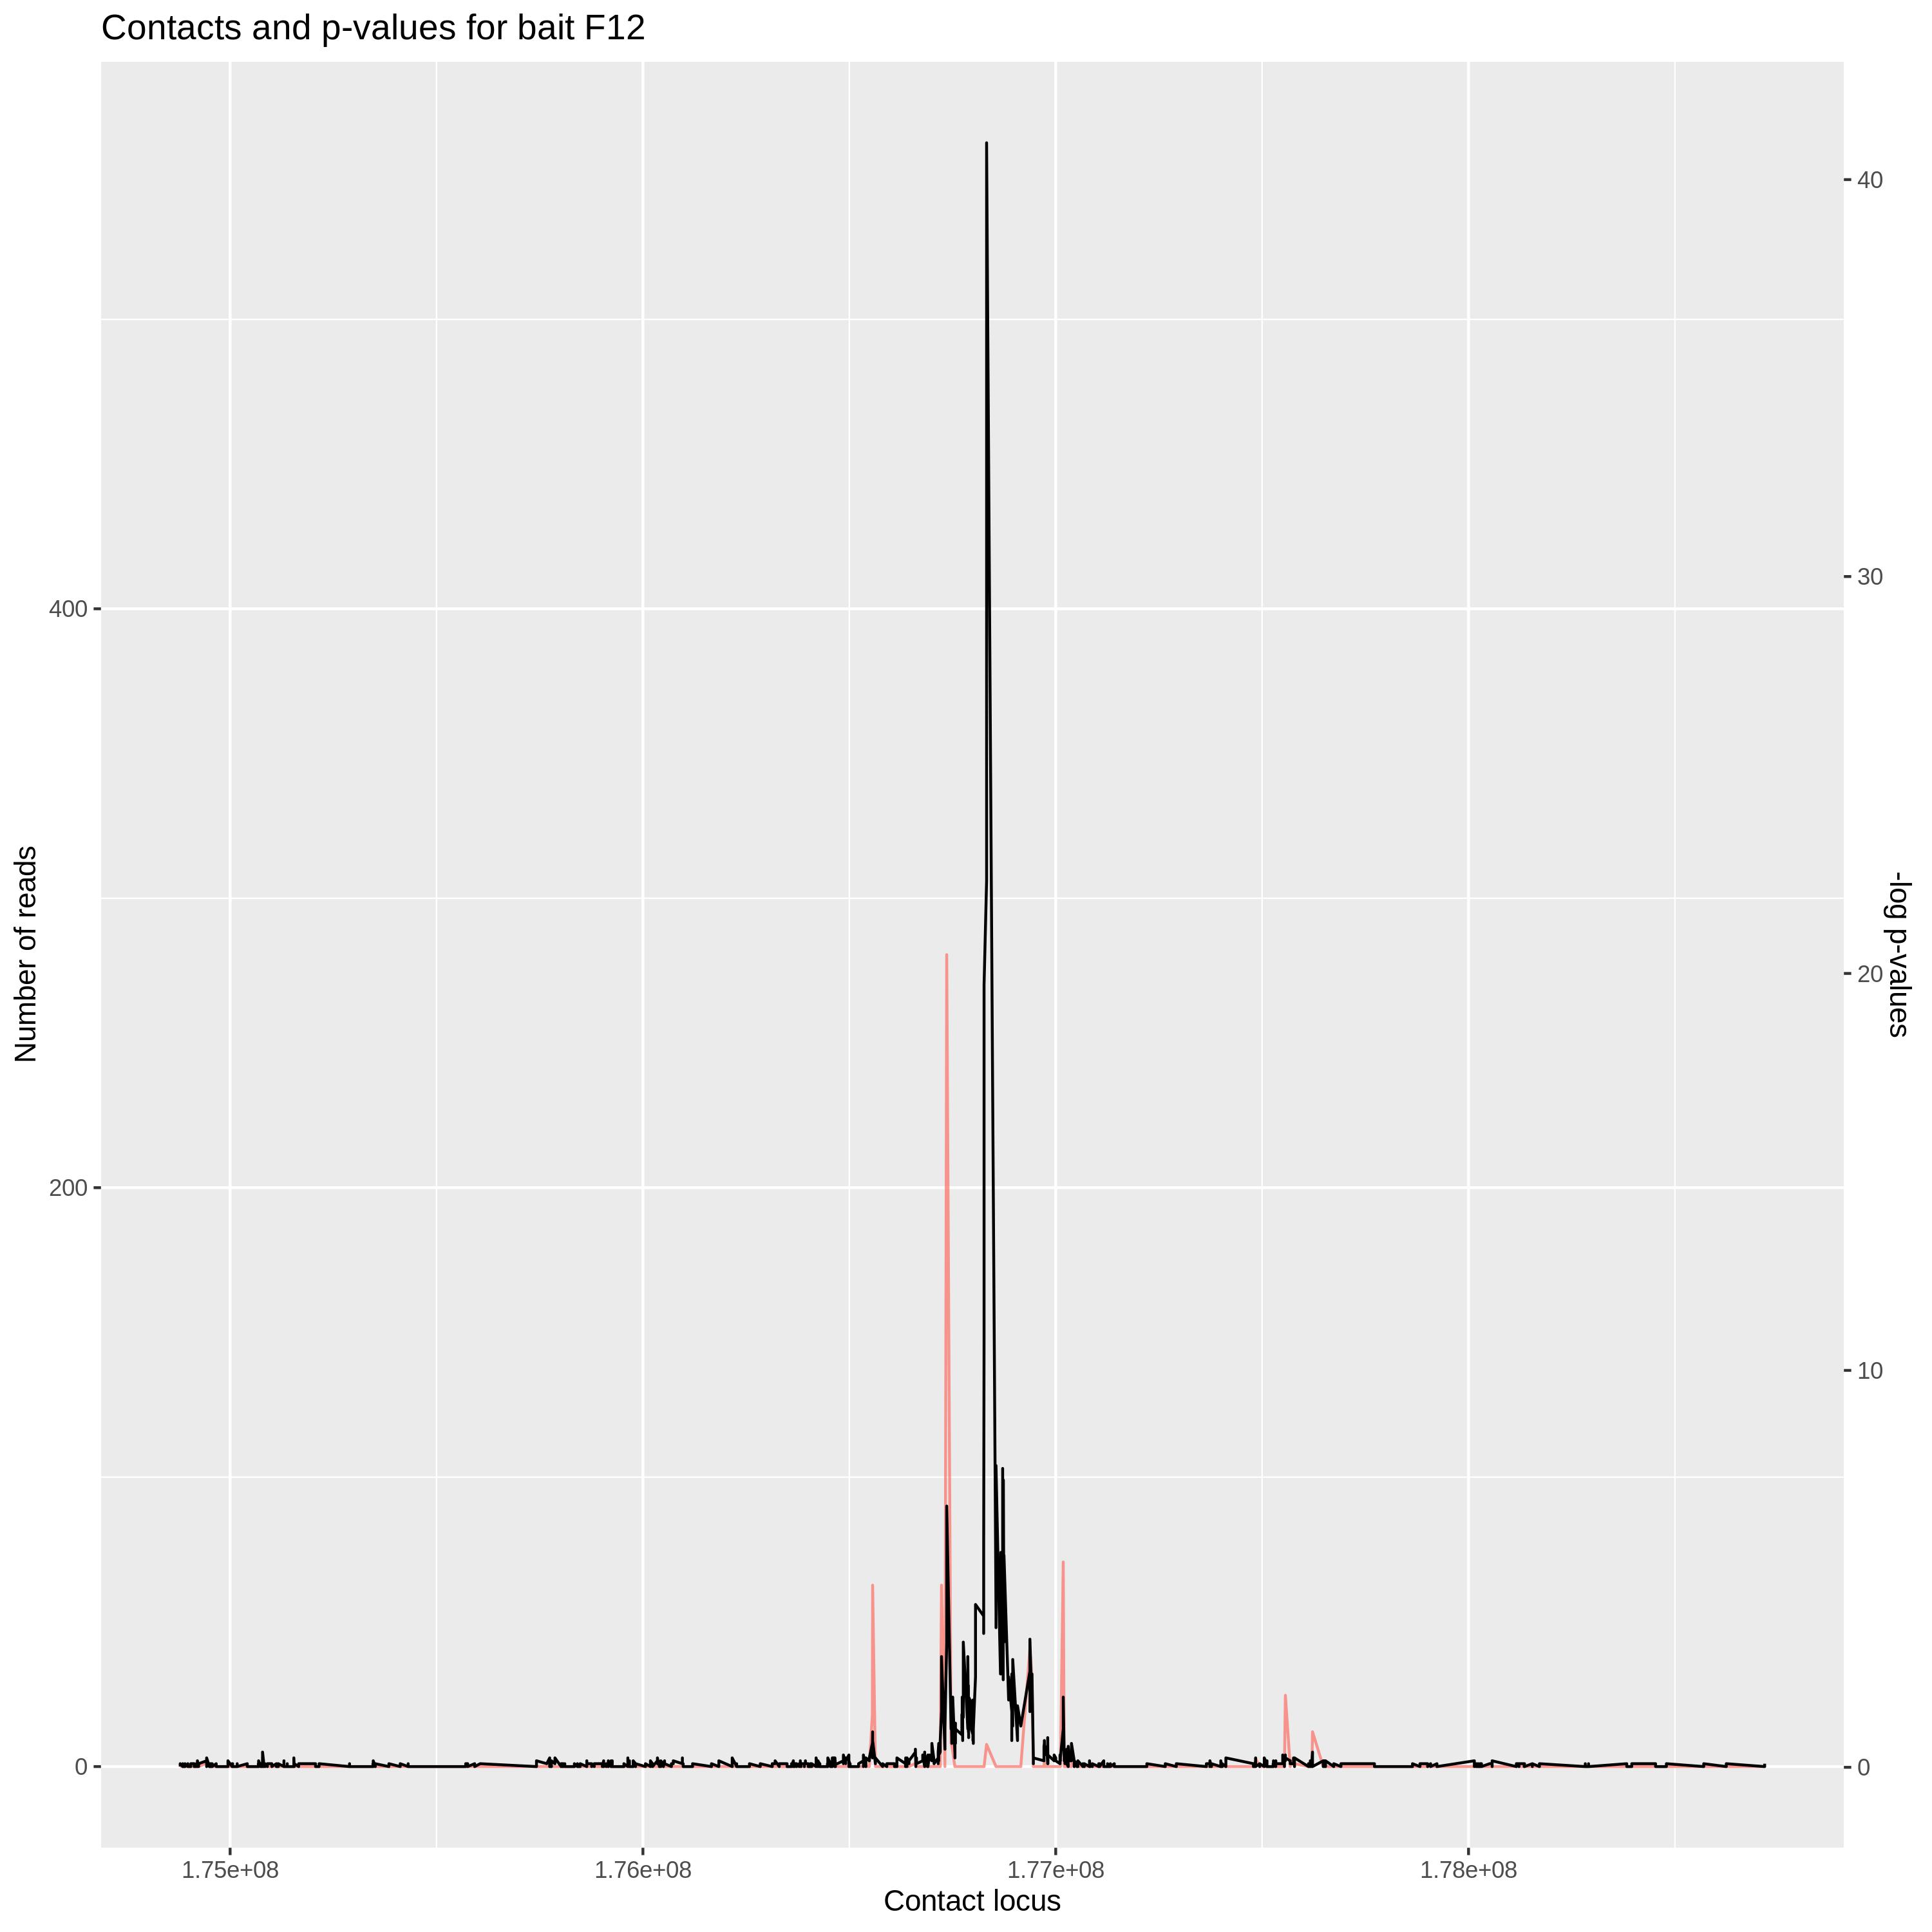 Contacts and p-values for bait F12
Number of reads
400
200
0
40
30
20
10
0
-log p-values
1.75e+08
1.76e+08
1.77e+08
1.78e+08
Contact locus